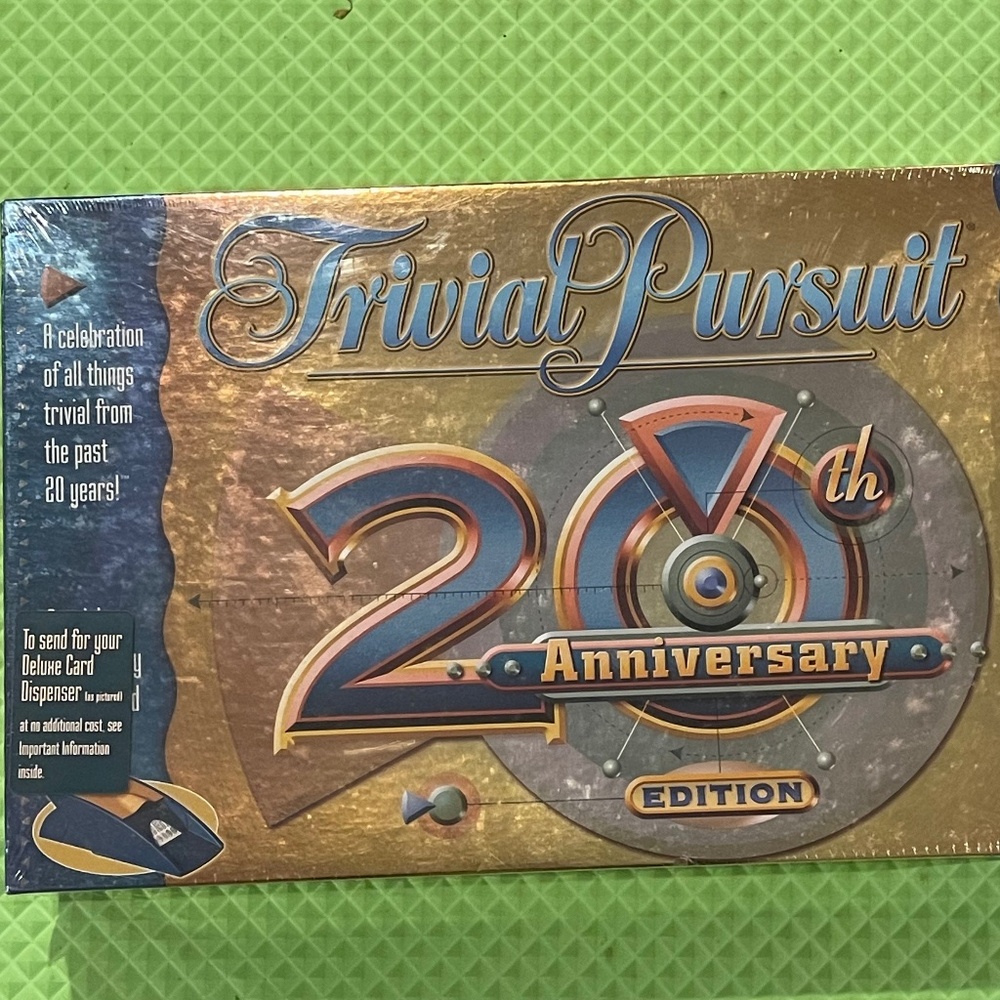 Trivial Pursuit
A celebration
of all things
trivial from
the past
20 years!™
20th
Anniversary
EDITION
To send for your
Deluxe Card
Dispenser (as pictured)
at no additional cost, see
Important Information
inside.